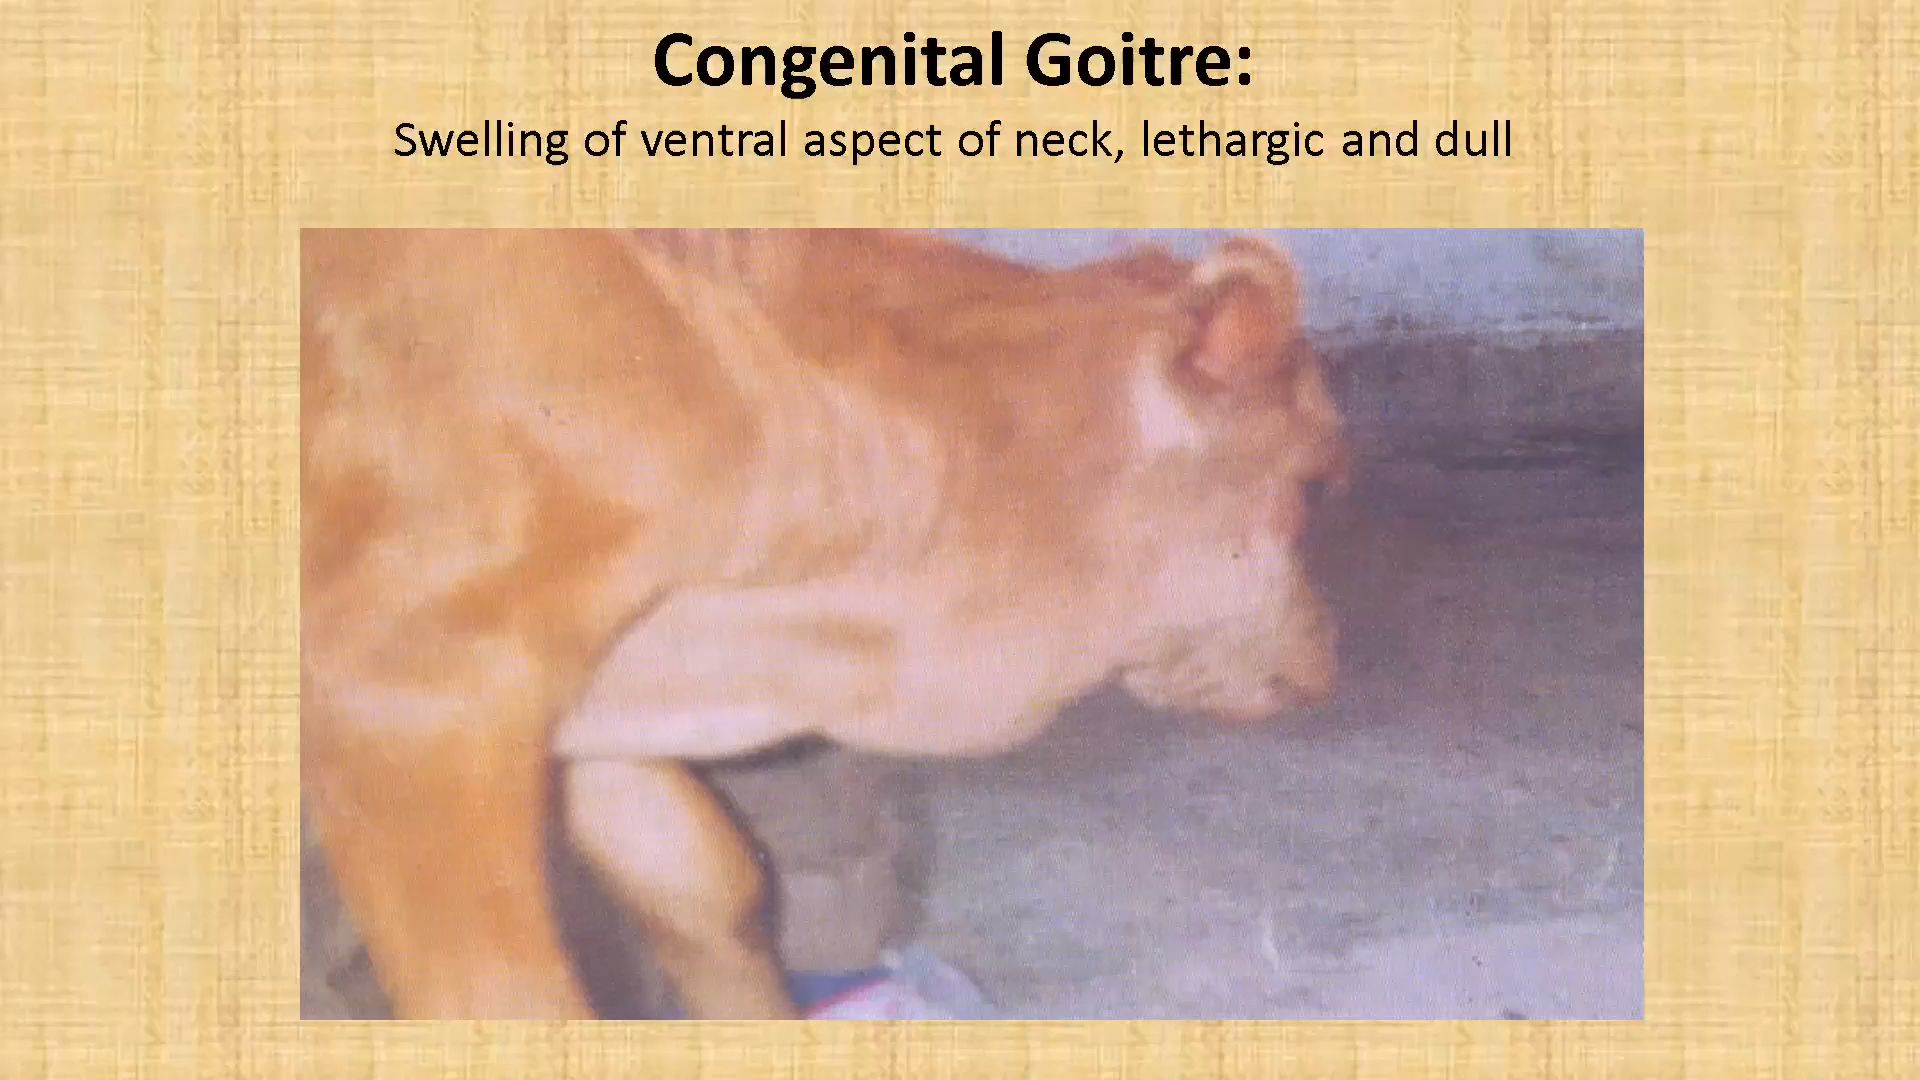 Congenital Goitre:
Swelling of ventral aspect of neck, lethargic and dull